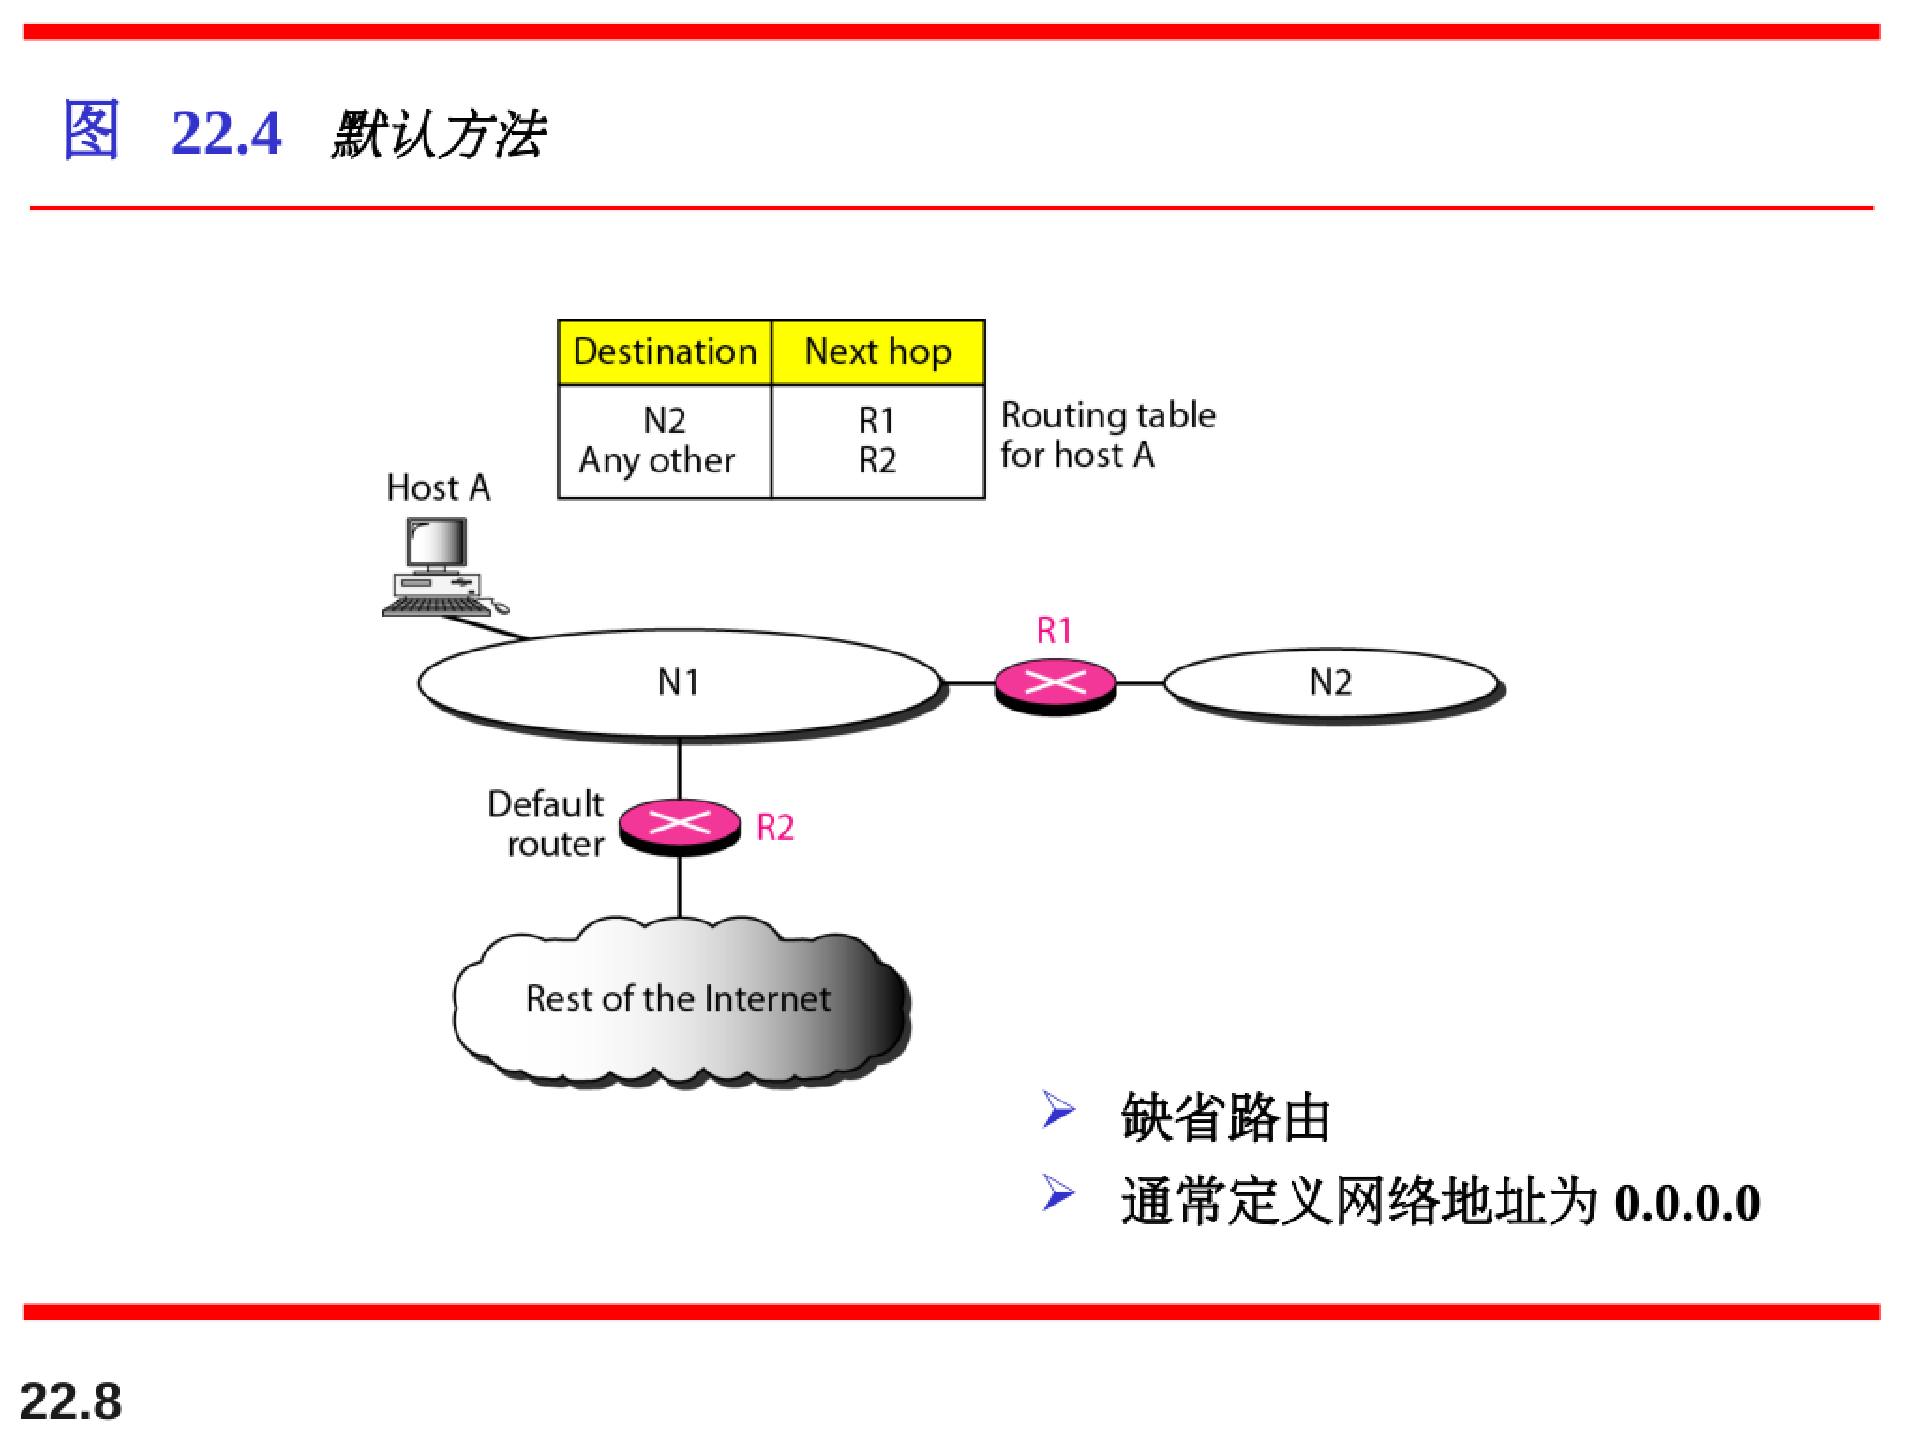 图 22.4 默认方法
Destination Next hop
N2 R1
Any other R2
Routing table
for host A
Host A
R1
N1
N2
Default
router
R2
Rest of the Internet
缺省路由
通常定义网络地址为 0.0.0.0
22.8